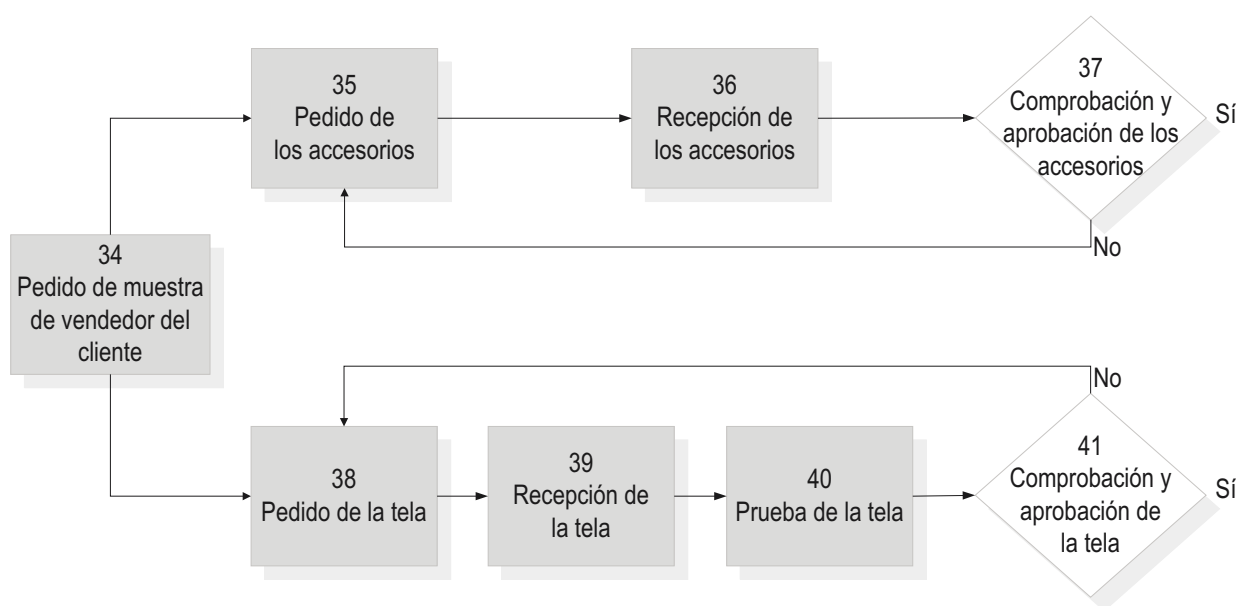 35
Pedido de
los accesorios
36
Recepción de
los accesorios
37
Comprobación y
aprobación de los
accesorios
Sí
No
34
Pedido de muestra
de vendedor del
cliente
No
38
Pedido de la tela
39
Recepción de
la tela
40
Prueba de la tela
41
Comprobación y
aprobación de
la tela
Sí